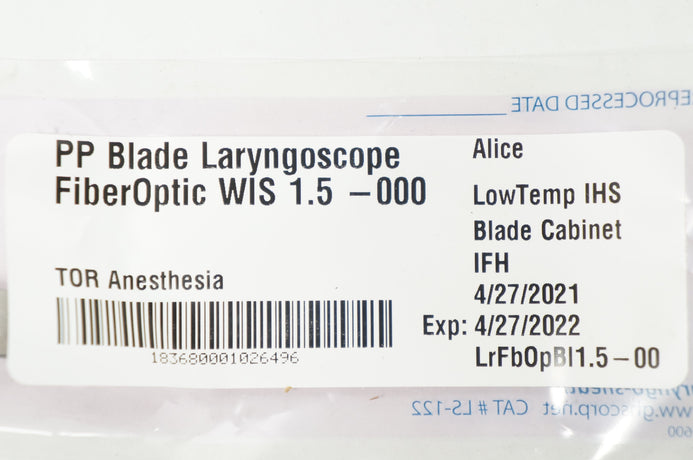 EPROCESSED DATE
PP Blade Laryngoscope
FiberOptic WIS 1.5 –000
TOR Anesthesia
183680001026496
Alice
LowTemp IHS
Blade Cabinet
IFH
4/27/2021
Exp: 4/27/2022
LrFbOpBl1.5–00
CAT # LS-122
600